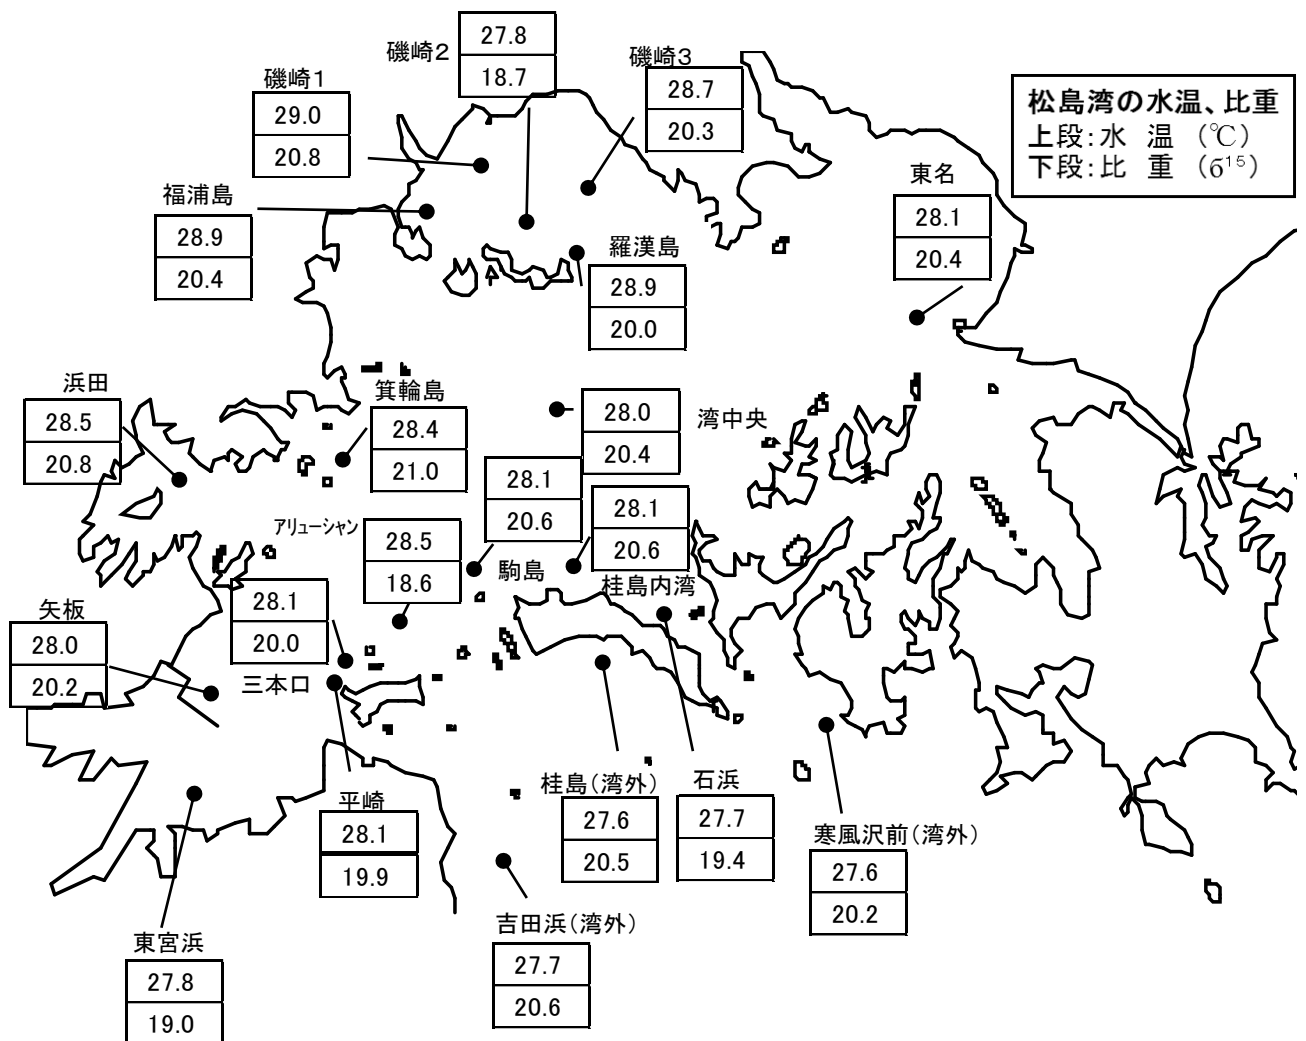 磯崎2
27.8
18.7
磯崎3
28.7
20.3
磯崎1
29.0
20.8
松島湾の水温、比重
上段:水 温 (℃)
下段:比 重 (б¹⁵)
福浦島
28.9
20.4
東名
28.1
20.4
羅漢島
28.9
20.0
浜田
28.5
20.8
箕輪島
28.4
21.0
28.0
20.4
湾中央
28.1
20.6
駒島
28.1
20.6
桂島内湾
アリューシャン
28.5
18.6
28.1
20.0
三本口
矢板
28.0
20.2
平崎
28.1
19.9
桂島(湾外)
27.6
20.5
石浜
27.7
19.4
寒風沢前(湾外)
27.6
20.2
吉田浜(湾外)
27.7
20.6
東宮浜
27.8
19.0